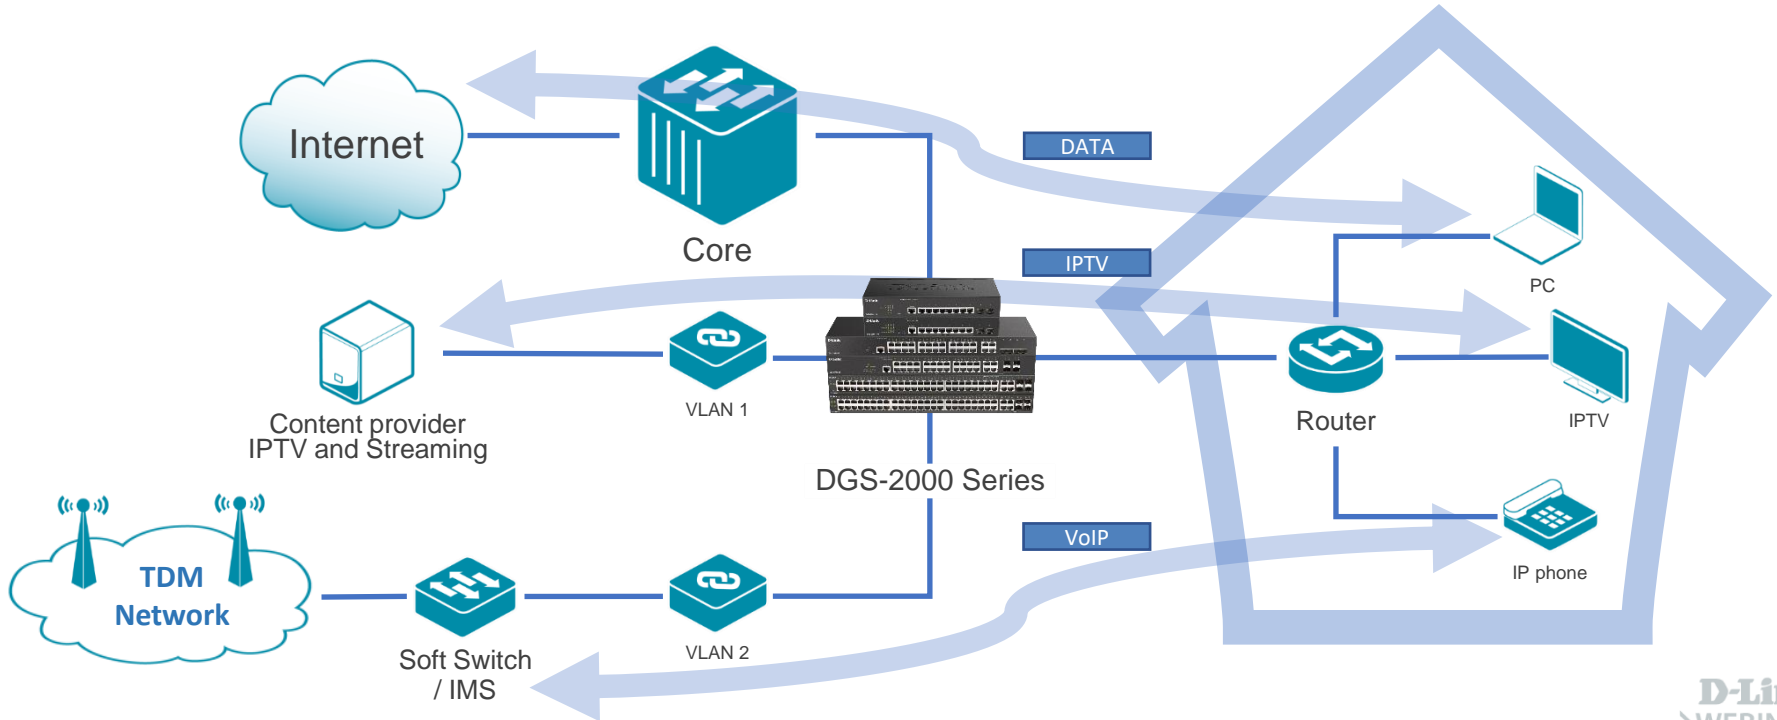 Internet
Core
DATA
IPTV
PC
VLAN 1
Content provider
IPTV and Streaming
Router
IPTV
DGS-2000 Series
VoIP
TDM
Network
IP phone
Soft Switch
/ IMS
VLAN 2